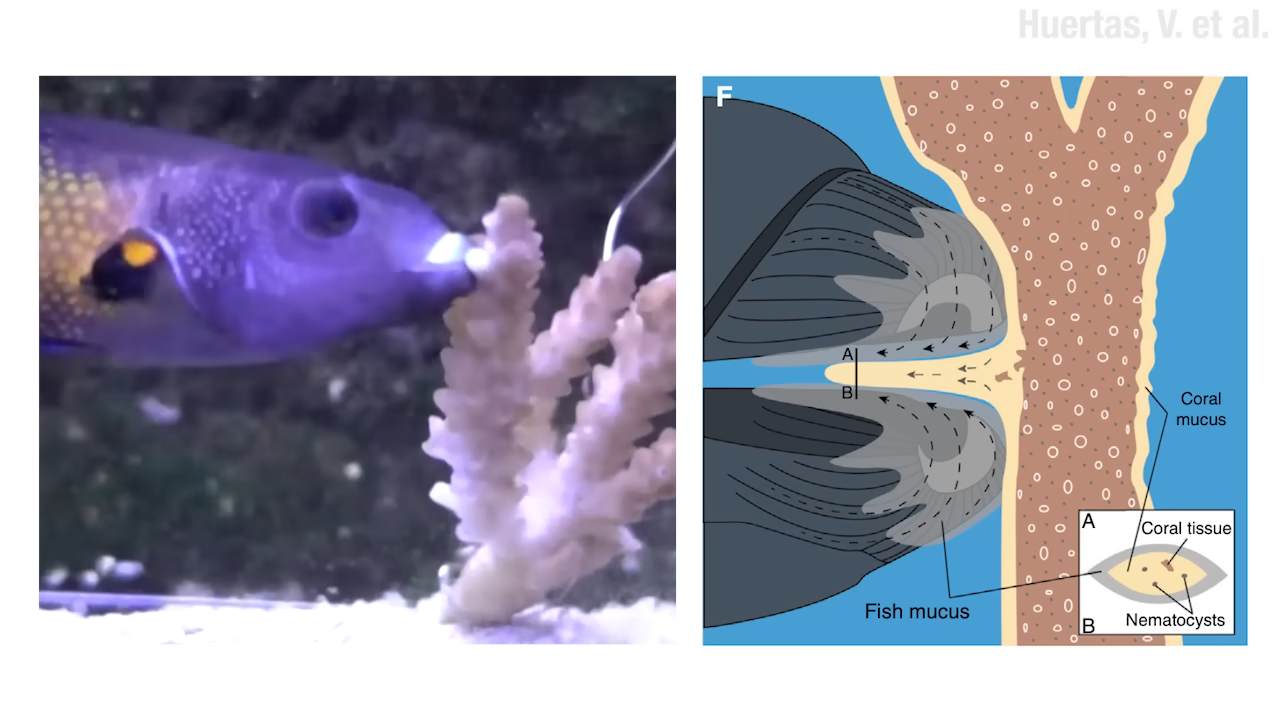 Huertas, V. et al.
F
A
B
Coral
mucus
A
Coral tissue
Nematocysts
B
Fish mucus